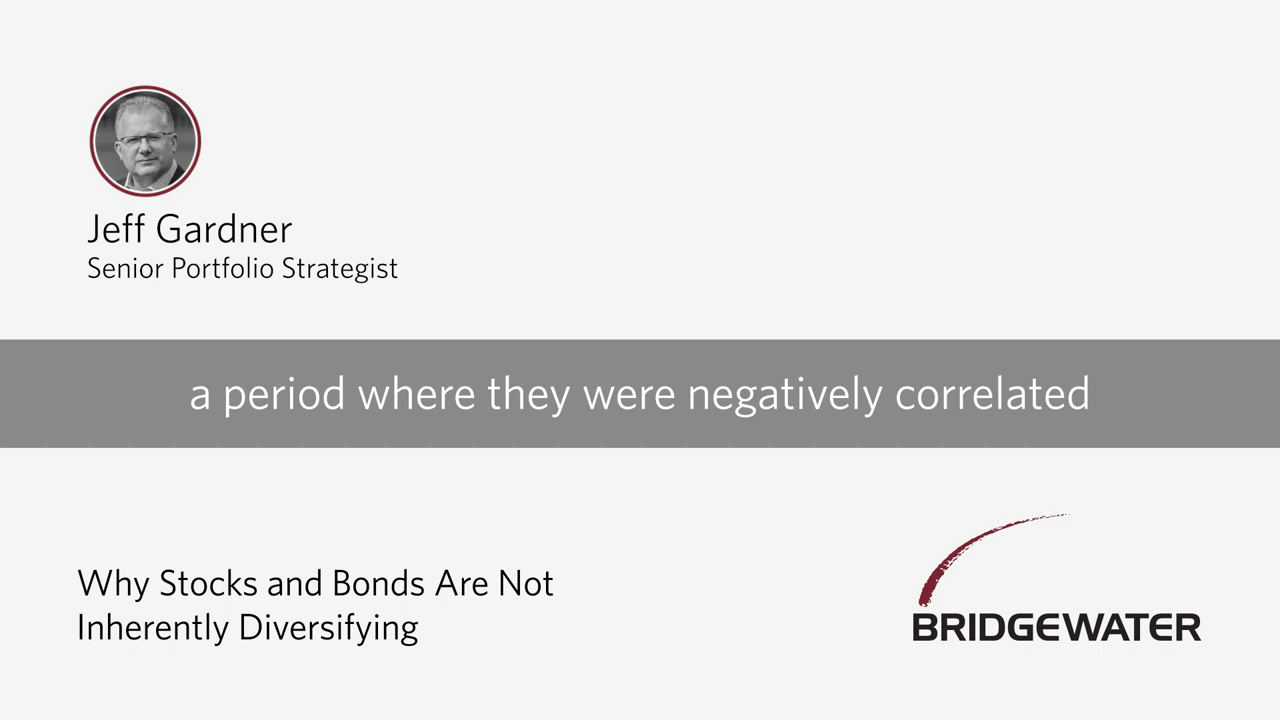 Jeff Gardner
Senior Portfolio Strategist
a period where they were negatively correlated
Why Stocks and Bonds Are Not
Inherently Diversifying
BRIDGEWATER